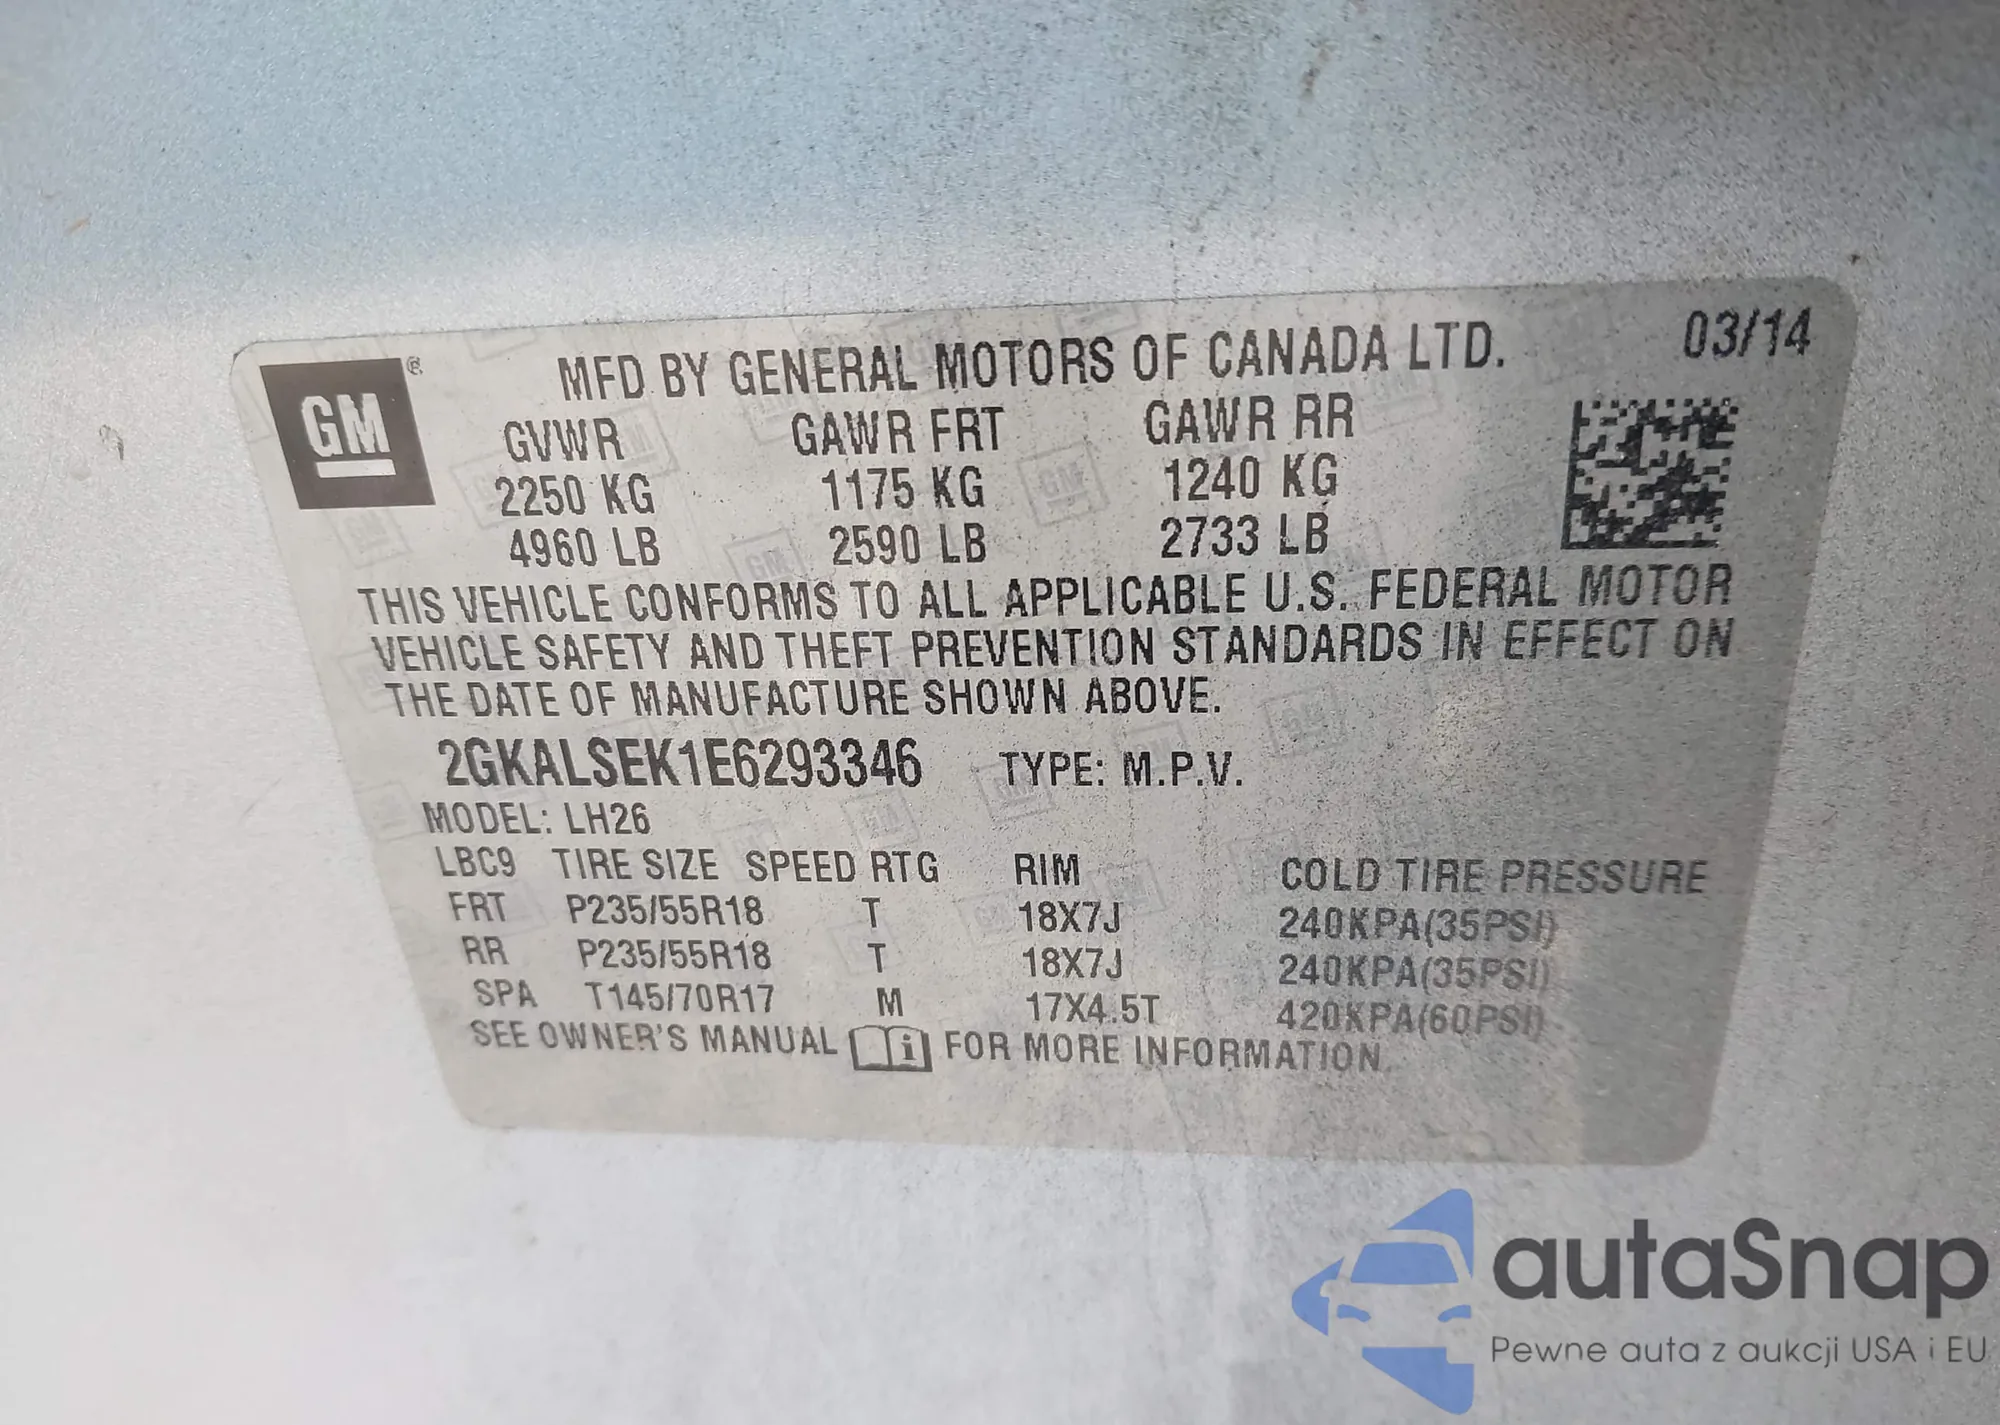 GM ®
MFD BY GENERAL MOTORS OF CANADA LTD. 03/14
GVWR GAWR FRT GAWR RR
2250 KG 1175 KG 1240 KG
4960 LB 2590 LB 2733 LB
THIS VEHICLE CONFORMS TO ALL APPLICABLE U.S. FEDERAL MOTOR
VEHICLE SAFETY AND THEFT PREVENTION STANDARDS IN EFFECT ON
THE DATE OF MANUFACTURE SHOWN ABOVE.
2GKALSEK1E6293346 TYPE: M.P.V.
MODEL: LH26
LBC9 TIRE SIZE SPEED RTG RIM COLD TIRE PRESSURE
FRT P235/55R18 T 18X7J 240KPA(35PSI)
RR P235/55R18 T 18X7J 240KPA(35PSI)
SPA T145/70R17 M 17X4.5T 420KPA(60PSI)
SEE OWNER'S MANUAL i FOR MORE INFORMATION.
autaSnap
Pewne auta z aukcji USA i EU